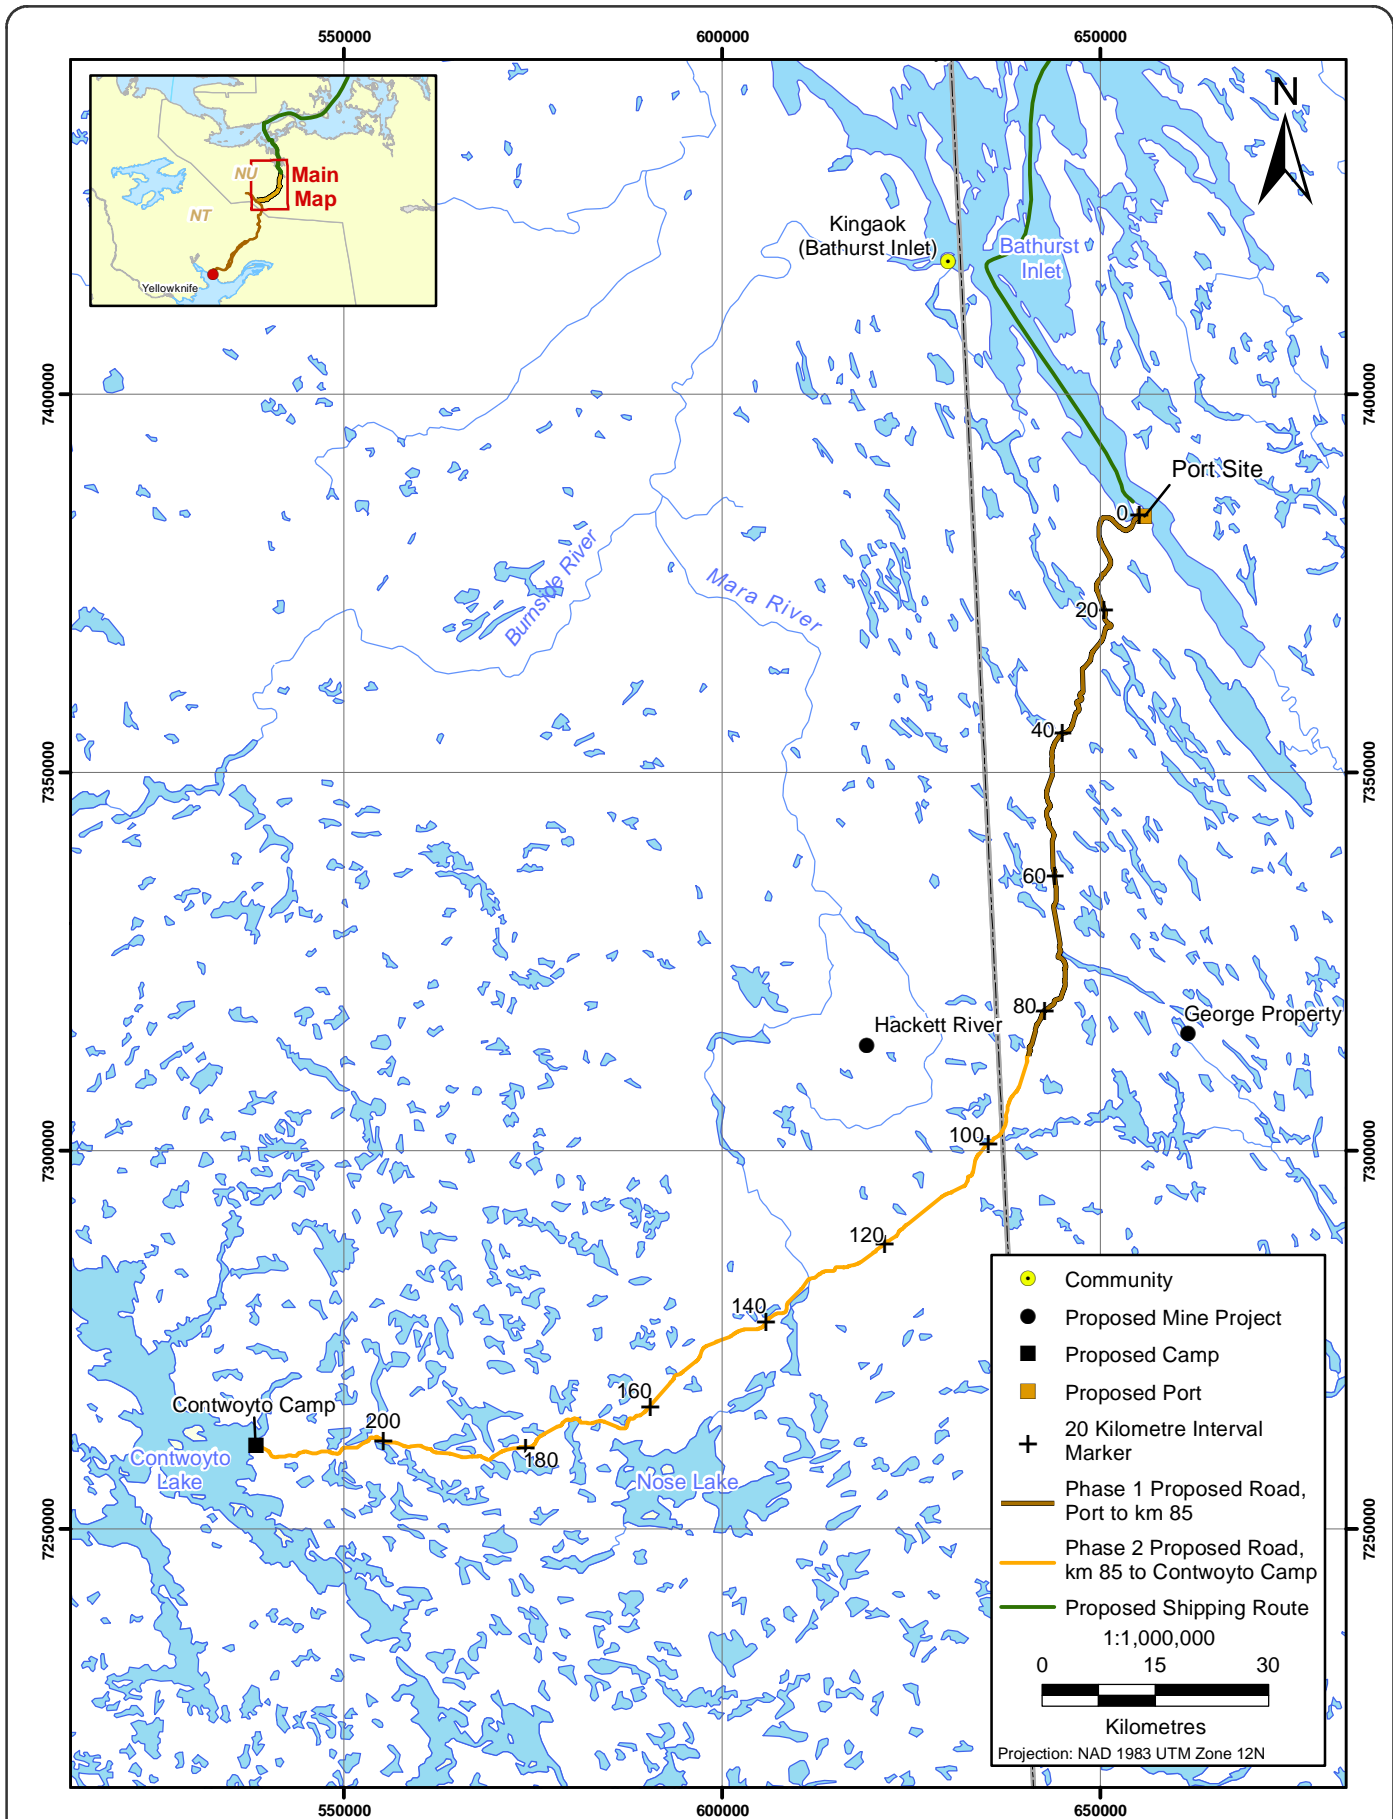 550000
600000
650000
N
NU
Main
Map
NT
Yellowknife
Kingaok
(Bathurst Inlet)
Bathurst
Inlet
7400000
7400000
Port Site
0
Burnside River
Mara River
20
40
7350000
7350000
60
80
Hackett River
George Property
100
7300000
7300000
120
140
160
Contwoyto Camp
200
180
Contwoyto
Lake
Nose Lake
7250000
7250000
Community
Proposed Mine Project
Proposed Camp
Proposed Port
20 Kilometre Interval
Marker
Phase 1 Proposed Road,
Port to km 85
Phase 2 Proposed Road,
km 85 to Contwoyto Camp
Proposed Shipping Route
1:1,000,000
0 15 30
Kilometres
Projection: NAD 1983 UTM Zone 12N
550000
600000
650000